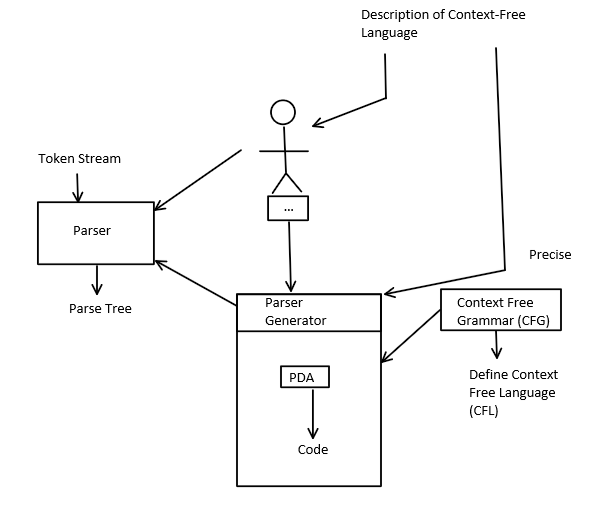 Description of Context-Free
Language
Token Stream
Parser
...
Precise
Parse Tree
Parser
Generator
Context Free
Grammar (CFG)
PDA
Define Context
Free Language
(CFL)
Code